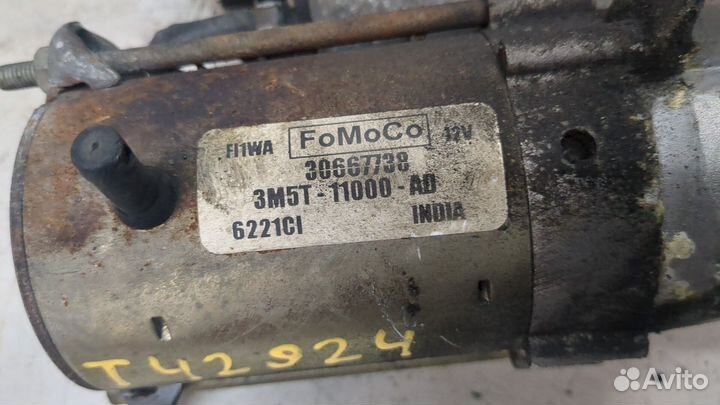 FI1WA FoMoCo 12V
30667738
3M5T-11000-AD
6221CI INDIA
T42924
Avito